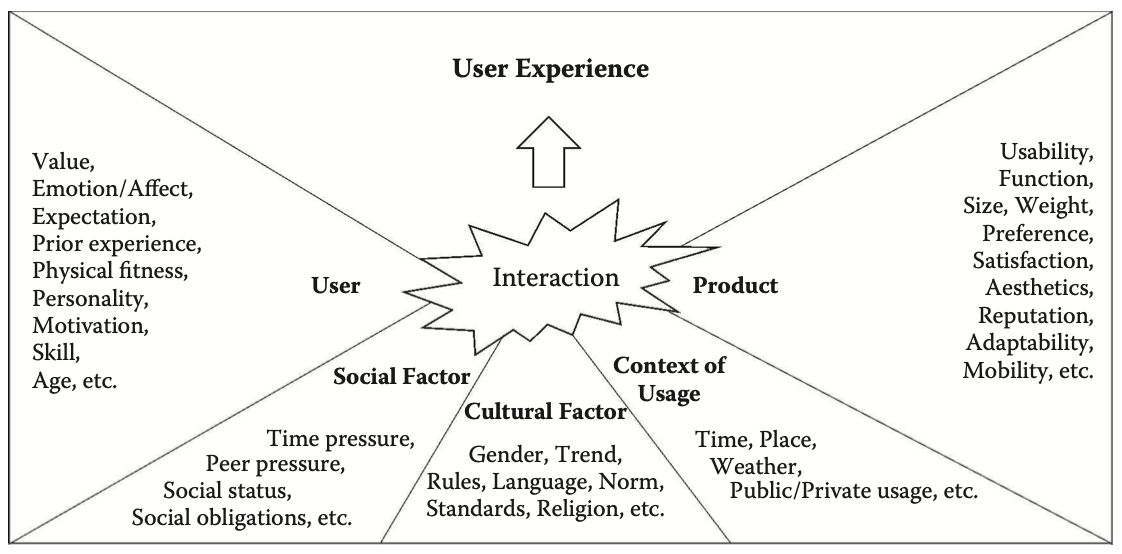 User Experience
Value,
Emotion/Affect,
Expectation,
Prior experience,
Physical fitness,
Personality,
Motivation,
Skill,
Age, etc.
User
Interaction
Product
Usability,
Function,
Size, Weight,
Preference,
Satisfaction,
Aesthetics,
Reputation,
Adaptability,
Mobility, etc.
Social Factor
Time pressure,
Peer pressure,
Social status,
Social obligations, etc.
Cultural Factor
Gender, Trend,
Rules, Language, Norm,
Standards, Religion, etc.
Context of
Usage
Time, Place,
Weather,
Public/Private usage, etc.